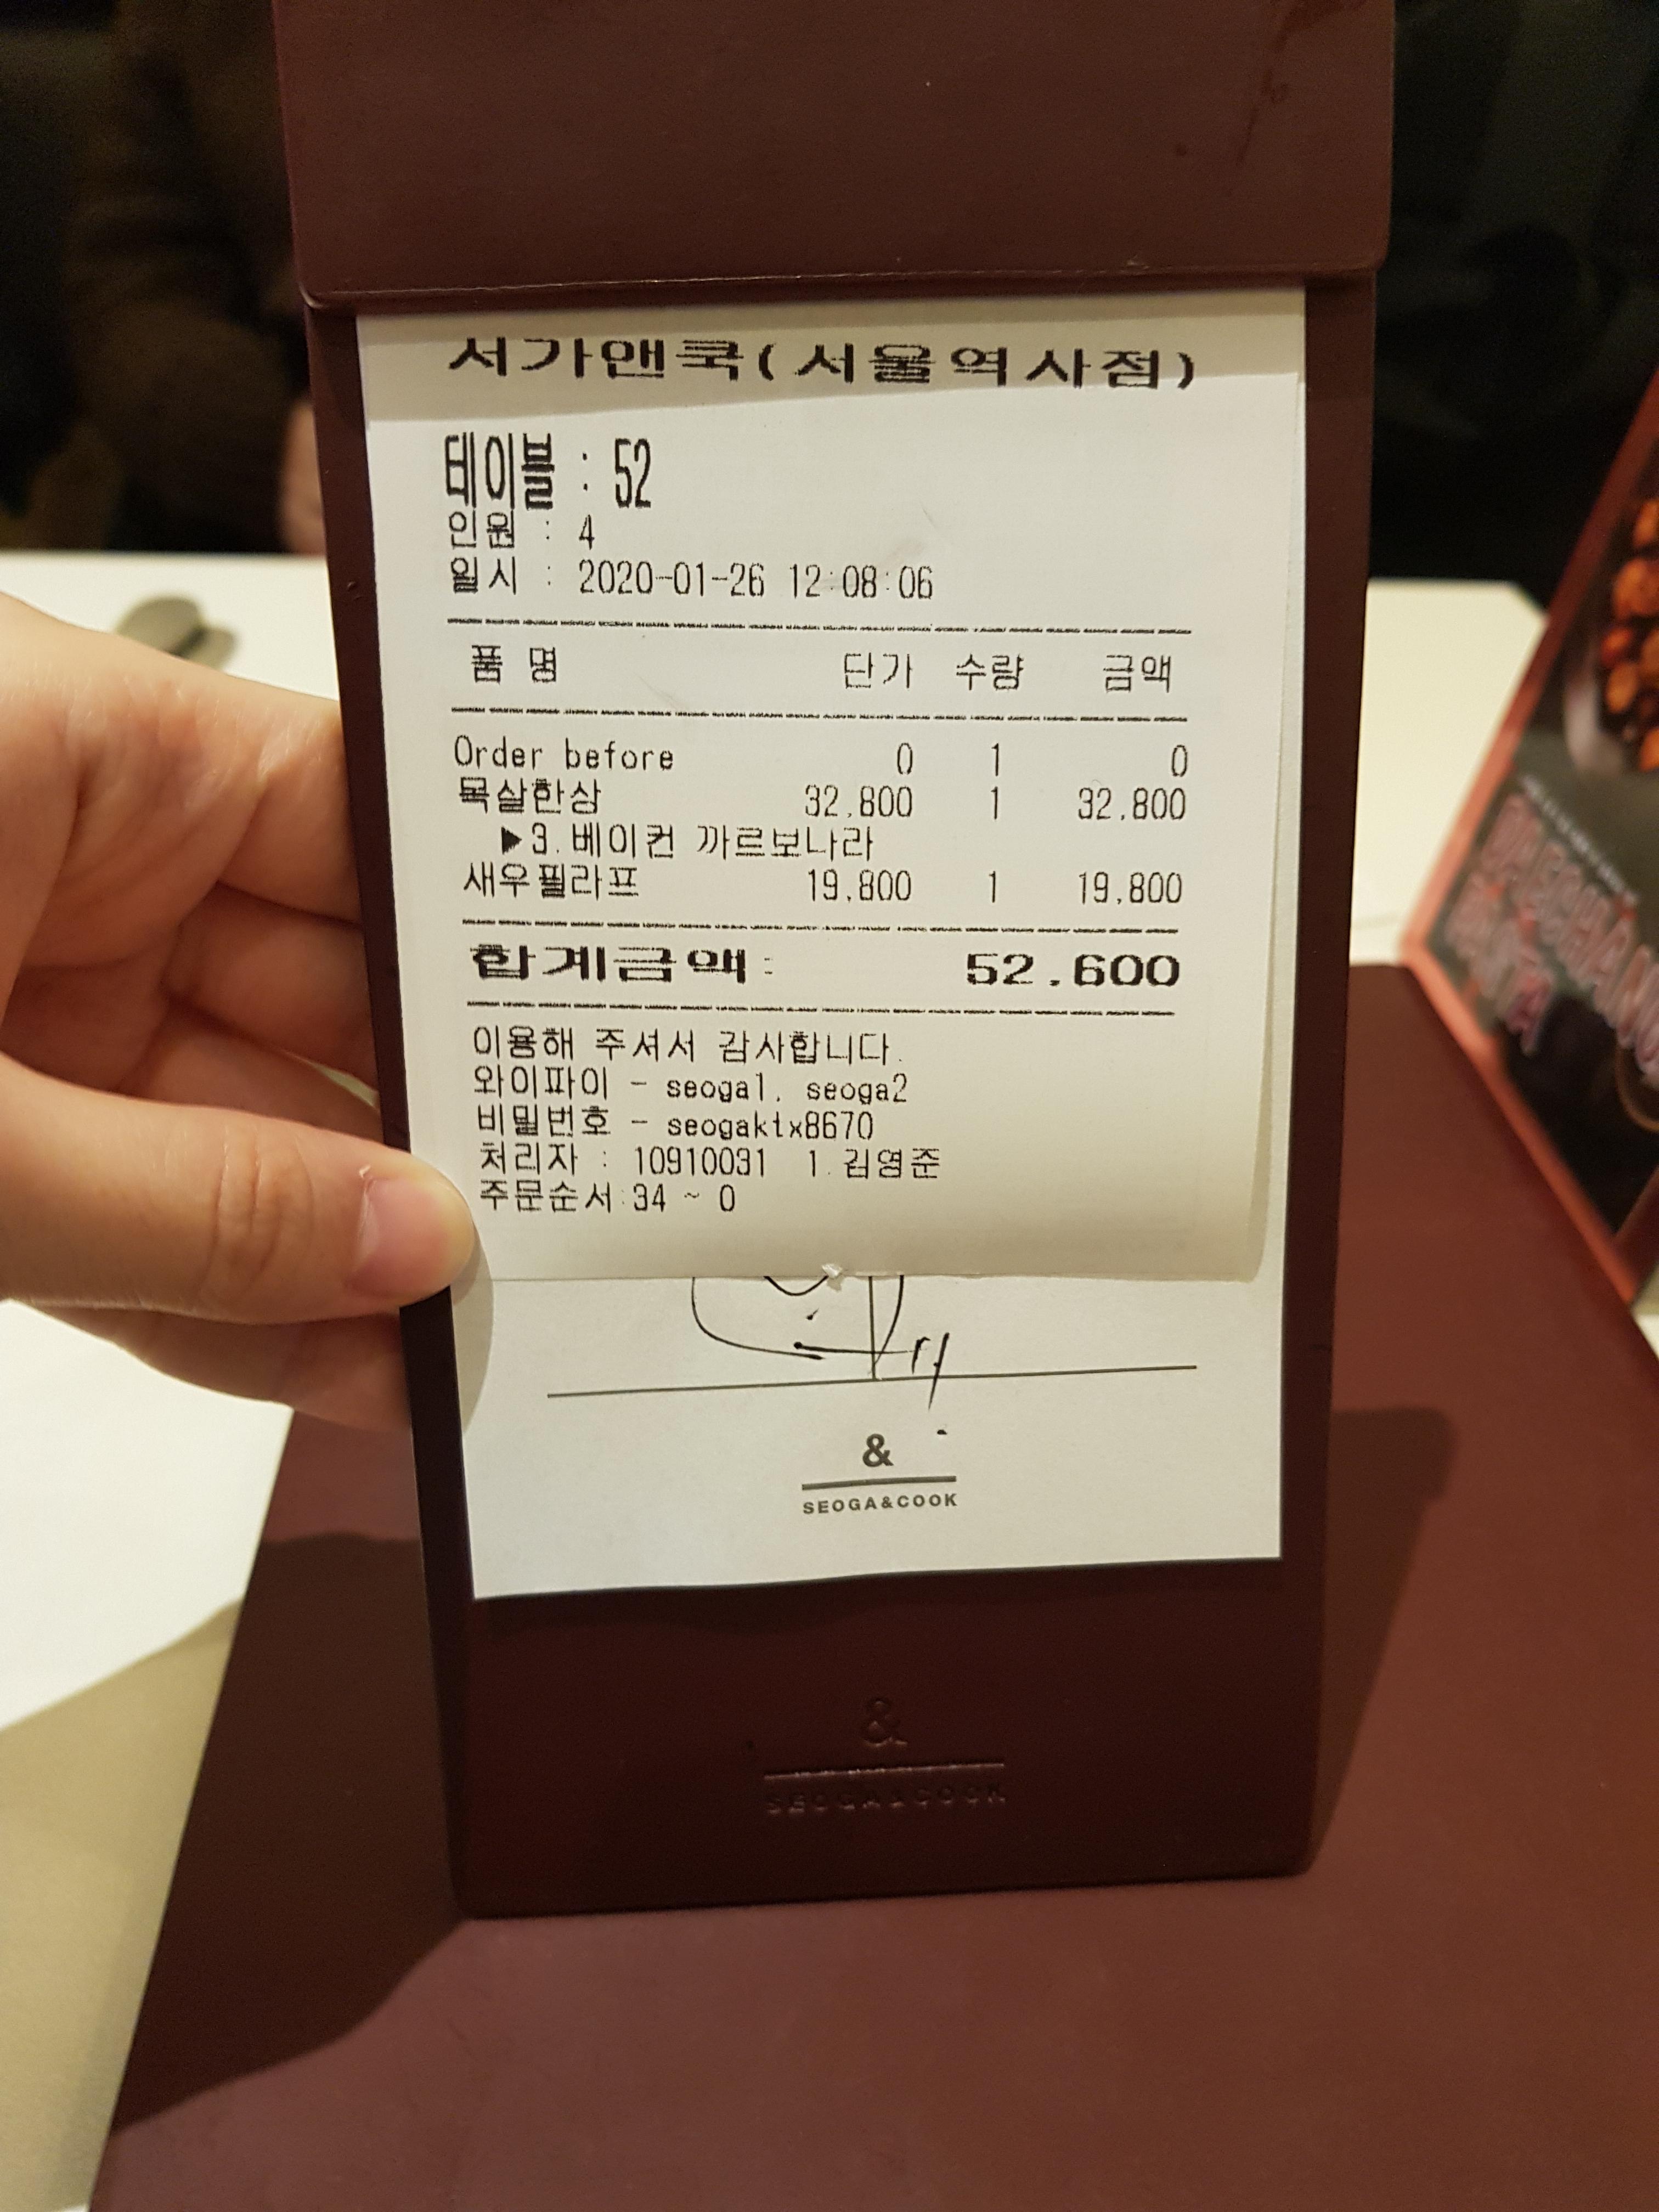 서가앤쿡(서울역사점)
테이블 : 52
인원 : 4
일시 : 2020-01-26 12:08:06
품 명 단가 수량 금액
Order before 0 1 0
목살한상 32,800 1 32,800
▶3.베이컨 까르보나라
새우필라프 19,800 1 19,800
합계금액: 52,600
이용해 주셔서 감사합니다.
와이파이 - seoga1, seoga2
비밀번호 - seogaktx8670
처리자 : 10910031 1.김영준
주문순서:34 ~ 0
&
SEOGA&COOK
&
SEOGA&COOK